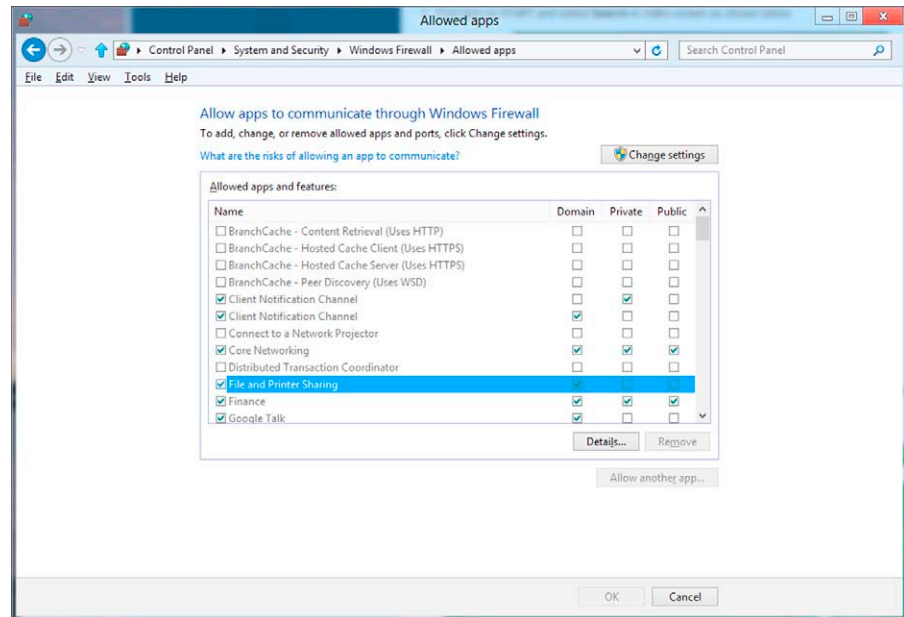 Allowed apps
Control Panel System and Security Windows Firewall Allowed apps Search Control Panel
File Edit View Tools Help
Allow apps to communicate through Windows Firewall
To add, change, or remove allowed apps and ports, click Change settings.
What are the risks of allowing an app to communicate? Change settings
Allowed apps and features:
Name Domain Private Public
BranchCache - Content Retrieval (Uses HTTP)
BranchCache - Hosted Cache Client (Uses HTTPS)
BranchCache - Hosted Cache Server (Uses HTTPS)
BranchCache - Peer Discovery (Uses WSD)
Client Notification Channel
Client Notification Channel
Connect to a Network Projector
Core Networking
Distributed Transaction Coordinator
File and Printer Sharing
Finance
Google Talk
Details... Remove
Allow another app...
OK Cancel